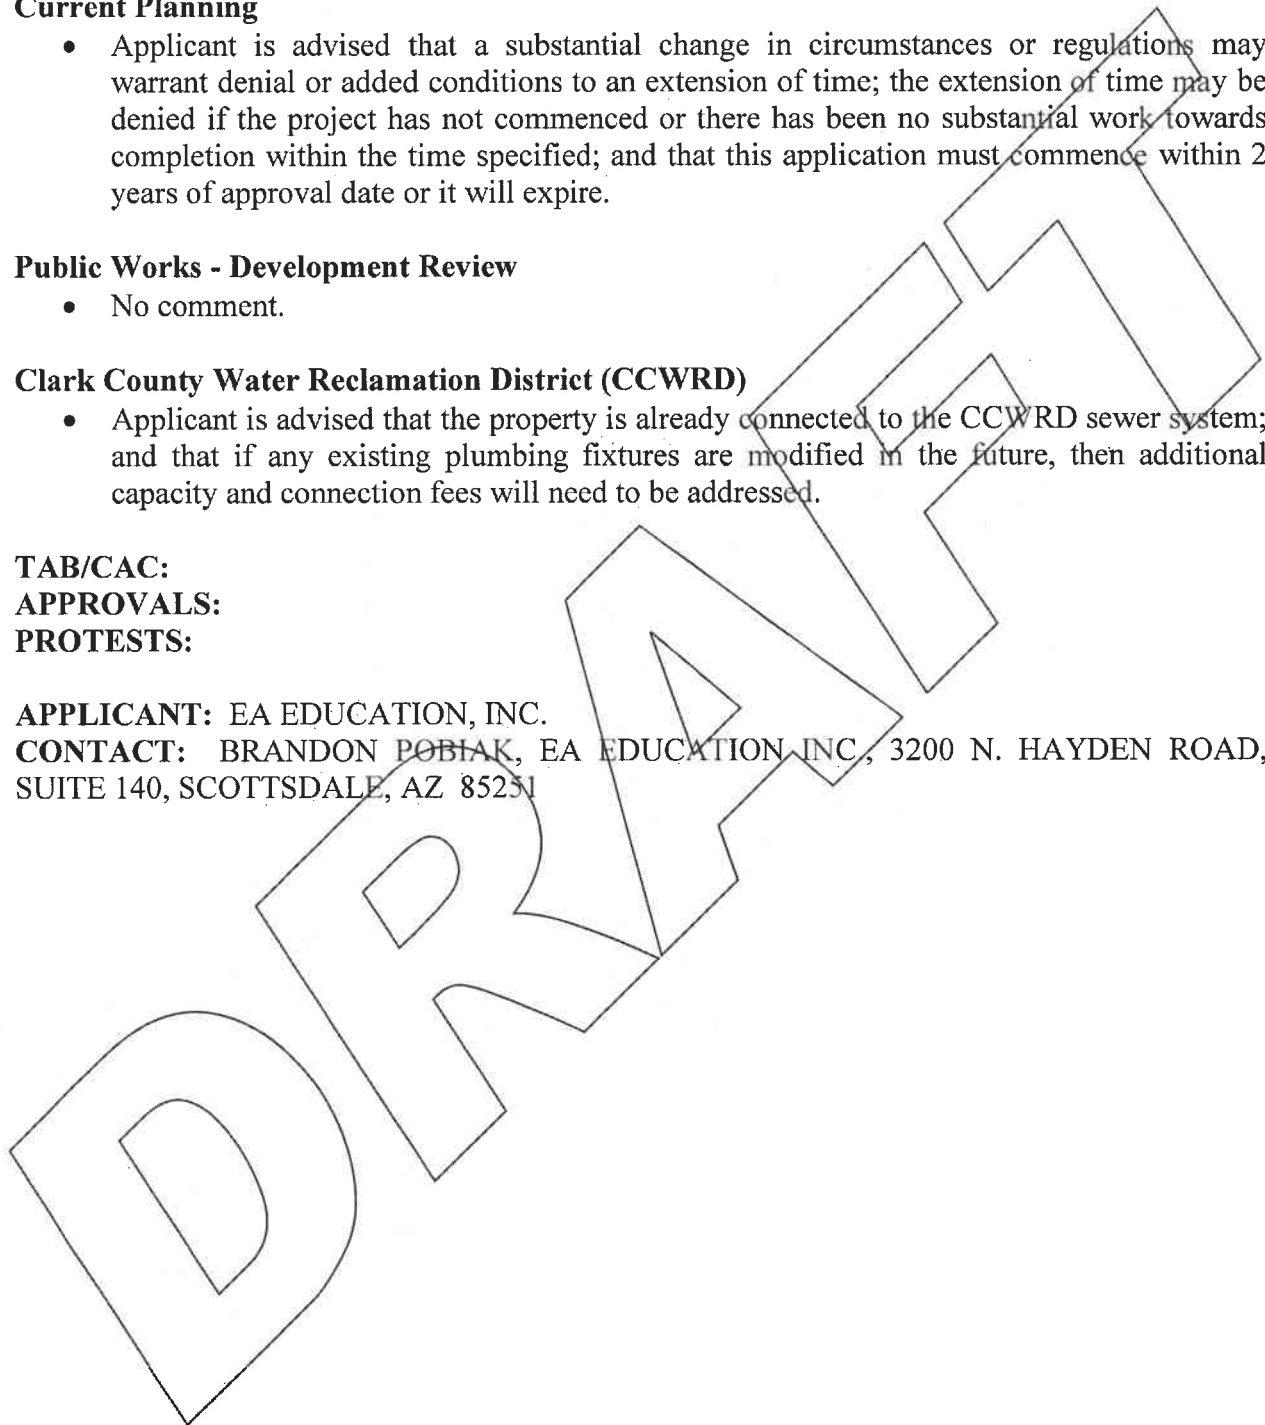 Current Planning
• Applicant is advised that a substantial change in circumstances or regulations may
warrant denial or added conditions to an extension of time; the extension of time may be
denied if the project has not commenced or there has been no substantial work towards
completion within the time specified; and that this application must commence within 2
years of approval date or it will expire.
Public Works - Development Review
• No comment.
Clark County Water Reclamation District (CCWRD)
• Applicant is advised that the property is already connected to the CCWRD sewer system;
and that if any existing plumbing fixtures are modified in the future, then additional
capacity and connection fees will need to be addressed.
TAB/CAC:
APPROVALS:
PROTESTS:
APPLICANT: EA EDUCATION, INC.
CONTACT: BRANDON POBIAK, EA EDUCATION, INC., 3200 N. HAYDEN ROAD,
SUITE 140, SCOTTSDALE, AZ 85251
DRAFT